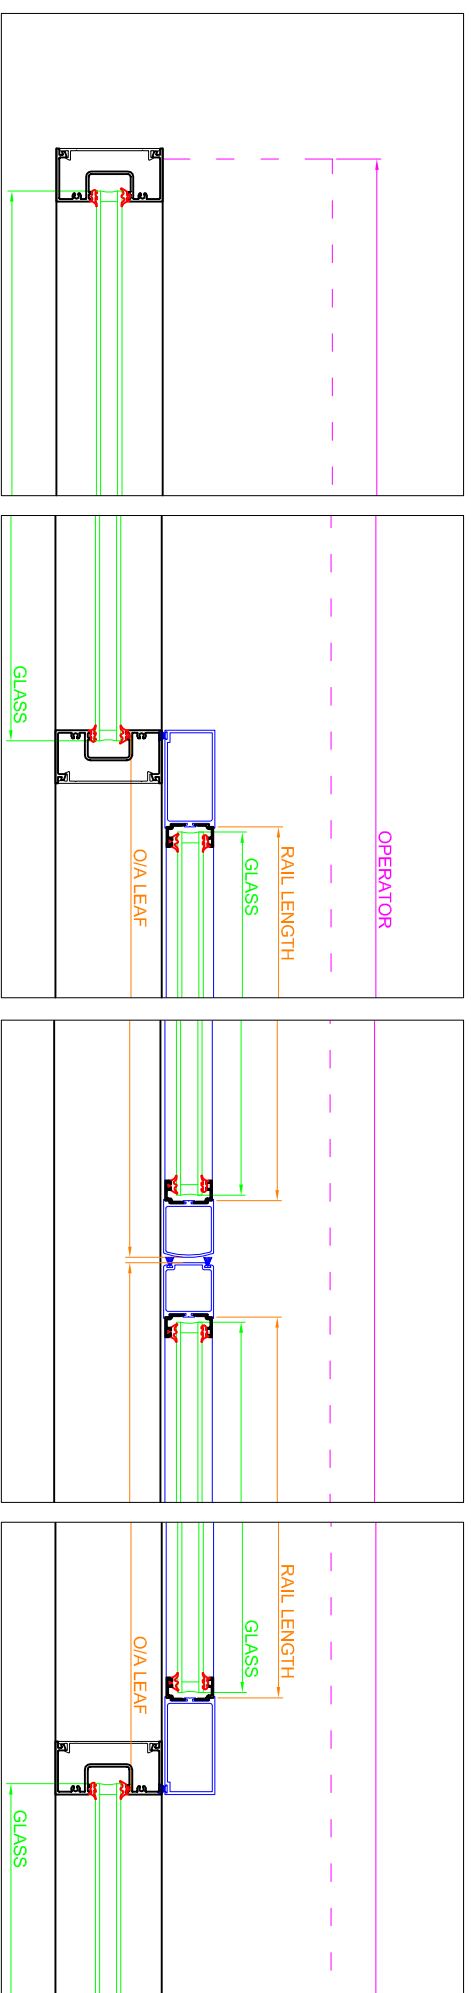 GLASS
O/A LEAF
GLASS
RAIL LENGTH
OPERATOR
O/A LEAF
GLASS
RAIL LENGTH
GLASS